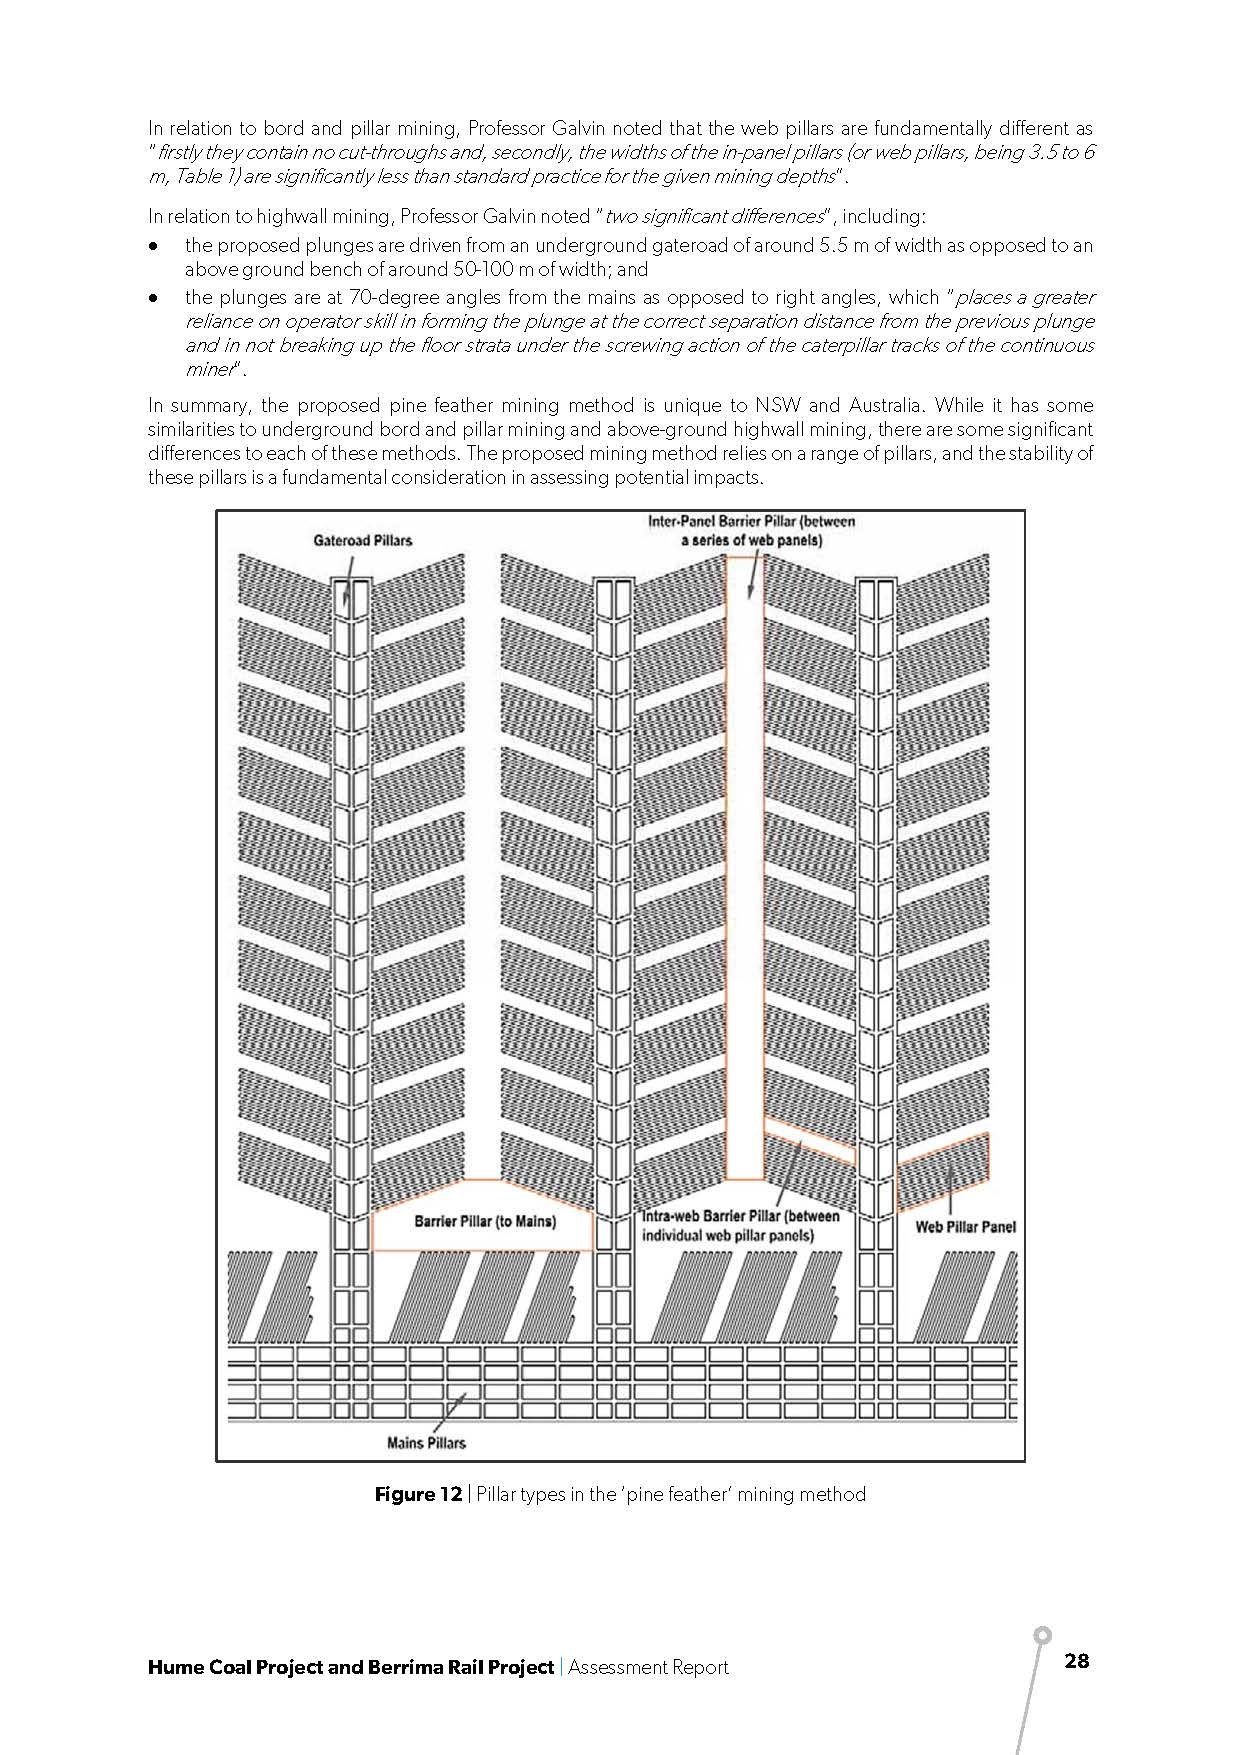 In relation to bord and pillar mining, Professor Galvin noted that the web pillars are fundamentally different as
"firstly they contain no cut-throughs and, secondly, the widths of the in-panel pillars (or web pillars, being 3.5 to 6
m, Table 1) are significantly less than standard practice for the given mining depths".
In relation to highwall mining, Professor Galvin noted "two significant differences", including:
• the proposed plunges are driven from an underground gateroad of around 5.5 m of width as opposed to an
above ground bench of around 50-100 m of width; and
• the plunges are at 70-degree angles from the mains as opposed to right angles, which "places a greater
reliance on operator skill in forming the plunge at the correct separation distance from the previous plunge
and in not breaking up the floor strata under the screwing action of the caterpillar tracks of the continuous
miner".
In summary, the proposed pine feather mining method is unique to NSW and Australia. While it has some
similarities to underground bord and pillar mining and above-ground highwall mining, there are some significant
differences to each of these methods. The proposed mining method relies on a range of pillars, and the stability of
these pillars is a fundamental consideration in assessing potential impacts.
Inter-Panel Barrier Pillar (between
a series of web panels)
Gateroad Pillars
Barrier Pillar (to Mains)
Intra-web Barrier Pillar (between
individual web pillar panels)
Web Pillar Panel
Mains Pillars
Figure 12 | Pillar types in the 'pine feather' mining method
Hume Coal Project and Berrima Rail Project | Assessment Report
28